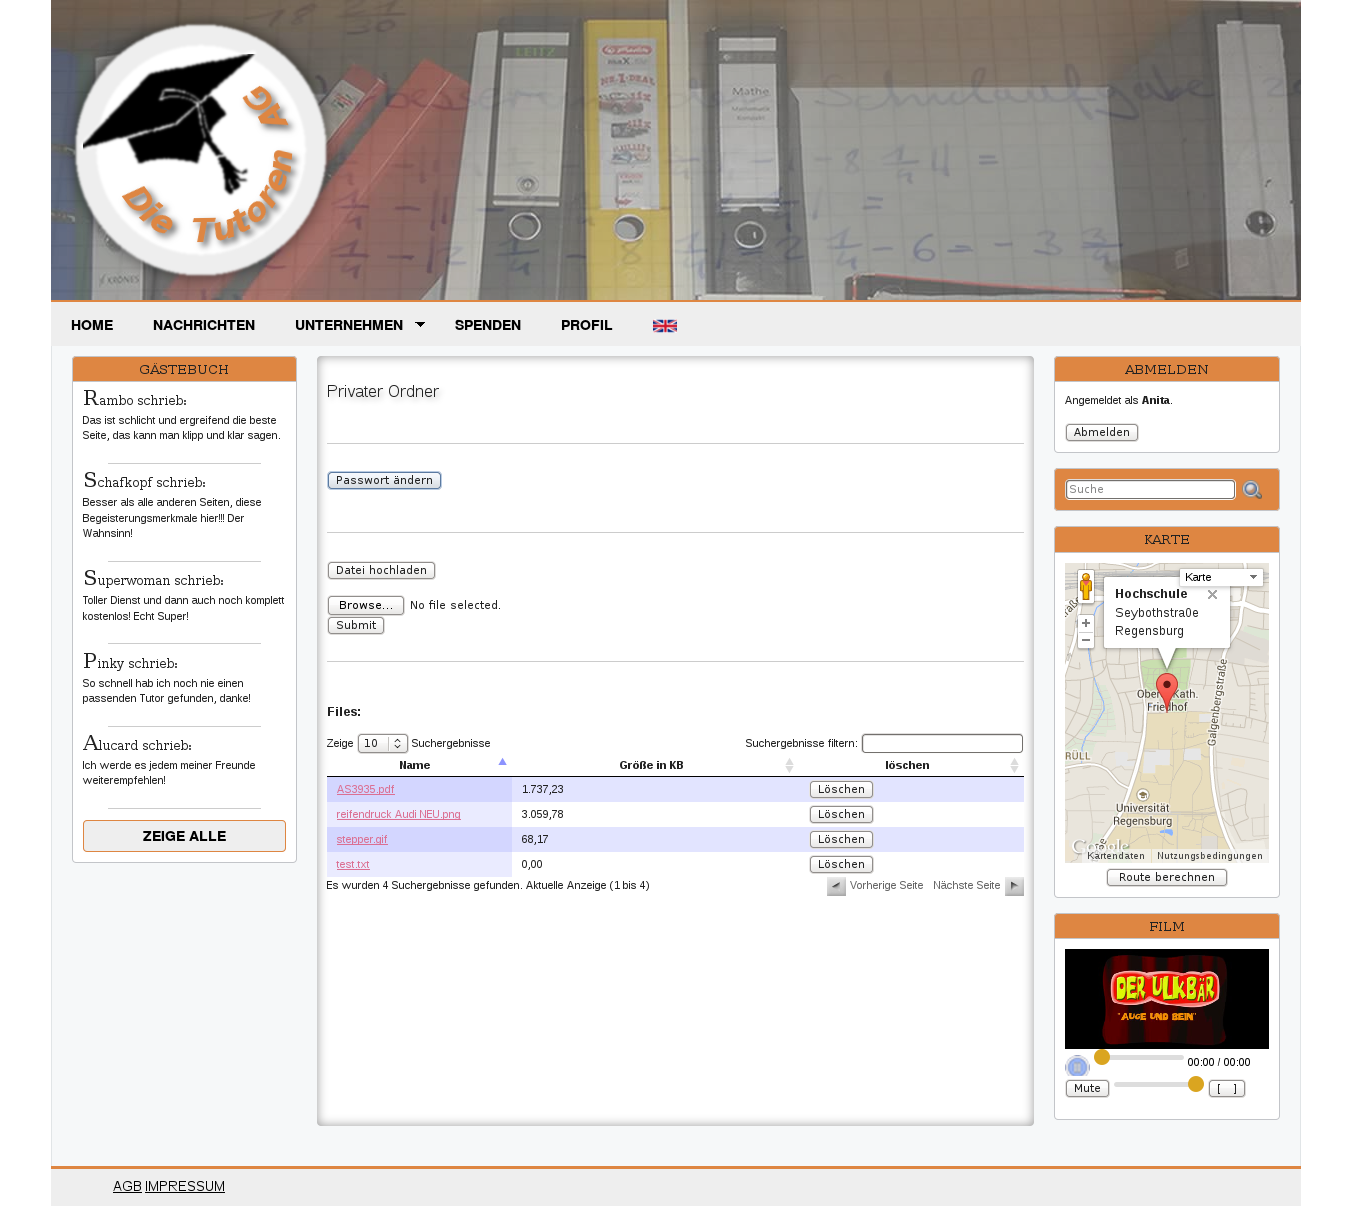 LEITZ
Mathe
KRONES
Die Tutoren AG
HOME
NACHRICHTEN
UNTERNEHMEN
SPENDEN
PROFIL
GÄSTEBUCH
Rambo schrieb:
Das ist schlicht und ergreifend die beste
Seite, das kann man klipp und klar sagen.
Schafkopf schrieb:
Besser als alle anderen Seiten, diese
Begeisterungsmerkmale hier!!! Der
Wahnsinn!
Superwoman schrieb:
Toller Dienst und dann auch noch komplett
kostenlos! Echt Super!
Pinky schrieb:
So schnell hab ich noch nie einen
passenden Tutor gefunden, danke!
Alucard schrieb:
Ich werde es jedem meiner Freunde
weiterempfehlen!
ZEIGE ALLE
Privater Ordner
Passwort ändern
Datei hochladen
Browse... No file selected.
Submit
Files:
Zeige 10 Suchergebnisse
Suchergebnisse filtern:
Name Größe in KB löschen
AS3935.pdf 1.737,23 Löschen
reifendruck Audi NEU.png 3.059,78 Löschen
stepper.gif 68,17 Löschen
test.txt 0,00 Löschen
Es wurden 4 Suchergebnisse gefunden. Aktuelle Anzeige (1 bis 4)
Vorherige Seite Nächste Seite
ABMELDEN
Angemeldet als Anita.
Abmelden
Suche
KARTE
Karte
Hochschule
Seybothstra0e
Regensburg
Kath.
Galgenbergstraße
RÜLL
Universität
Regensburg
Google
Kartendaten Nutzungsbedingungen
Route berechnen
FILM
DER ULKBÄR
"AUGE UND BEIN"
00:00 / 00:00
Mute
[ ]
AGB IMPRESSUM